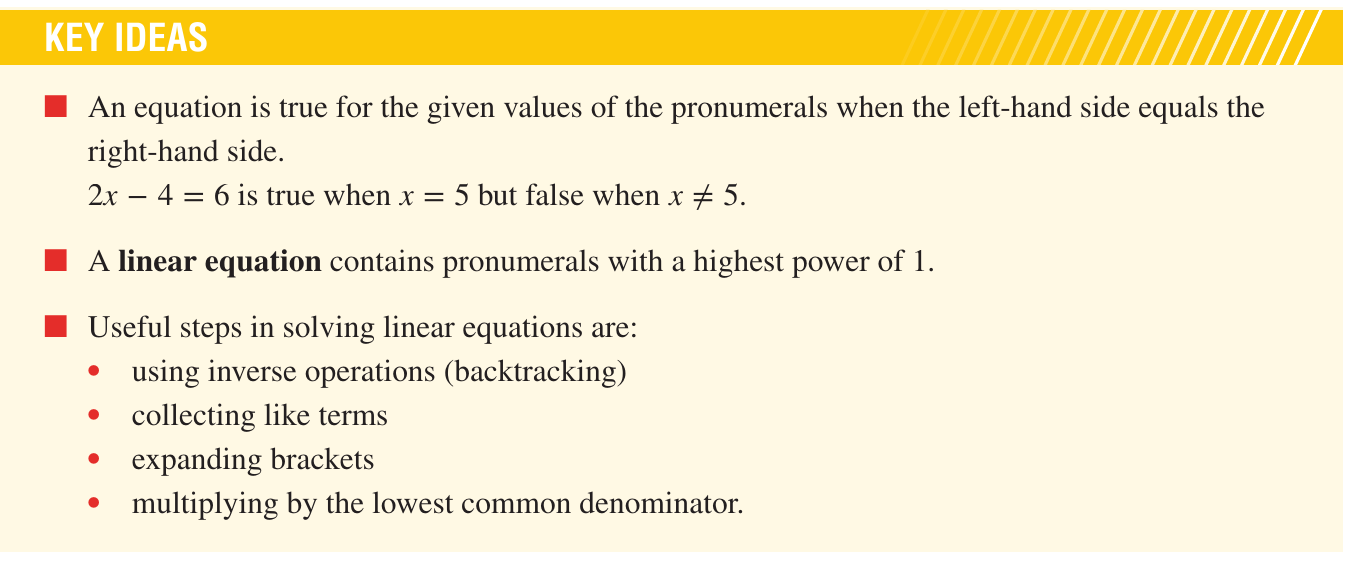 KEY IDEAS
■ An equation is true for the given values of the pronumerals when the left-hand side equals the
right-hand side.
2x − 4 = 6 is true when x = 5 but false when x ≠ 5.
■ A linear equation contains pronumerals with a highest power of 1.
■ Useful steps in solving linear equations are:
• using inverse operations (backtracking)
• collecting like terms
• expanding brackets
• multiplying by the lowest common denominator.